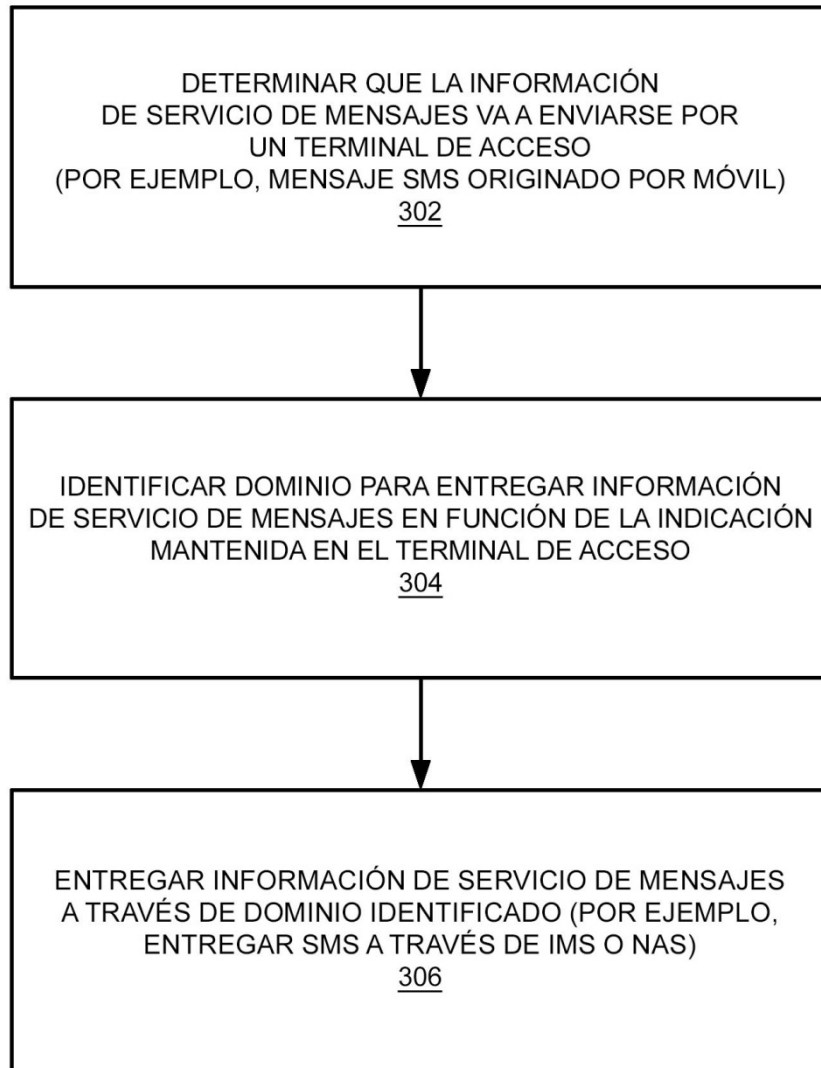 DETERMINAR QUE LA INFORMACIÓN
DE SERVICIO DE MENSAJES VA A ENVIARSE POR
UN TERMINAL DE ACCESO
(POR EJEMPLO, MENSAJE SMS ORIGINADO POR MÓVIL)
302
IDENTIFICAR DOMINIO PARA ENTREGAR INFORMACIÓN
DE SERVICIO DE MENSAJES EN FUNCIÓN DE LA INDICACIÓN
MANTENIDA EN EL TERMINAL DE ACCESO
304
ENTREGAR INFORMACIÓN DE SERVICIO DE MENSAJES
A TRAVÉS DE DOMINIO IDENTIFICADO (POR EJEMPLO,
ENTREGAR SMS A TRAVÉS DE IMS O NAS)
306